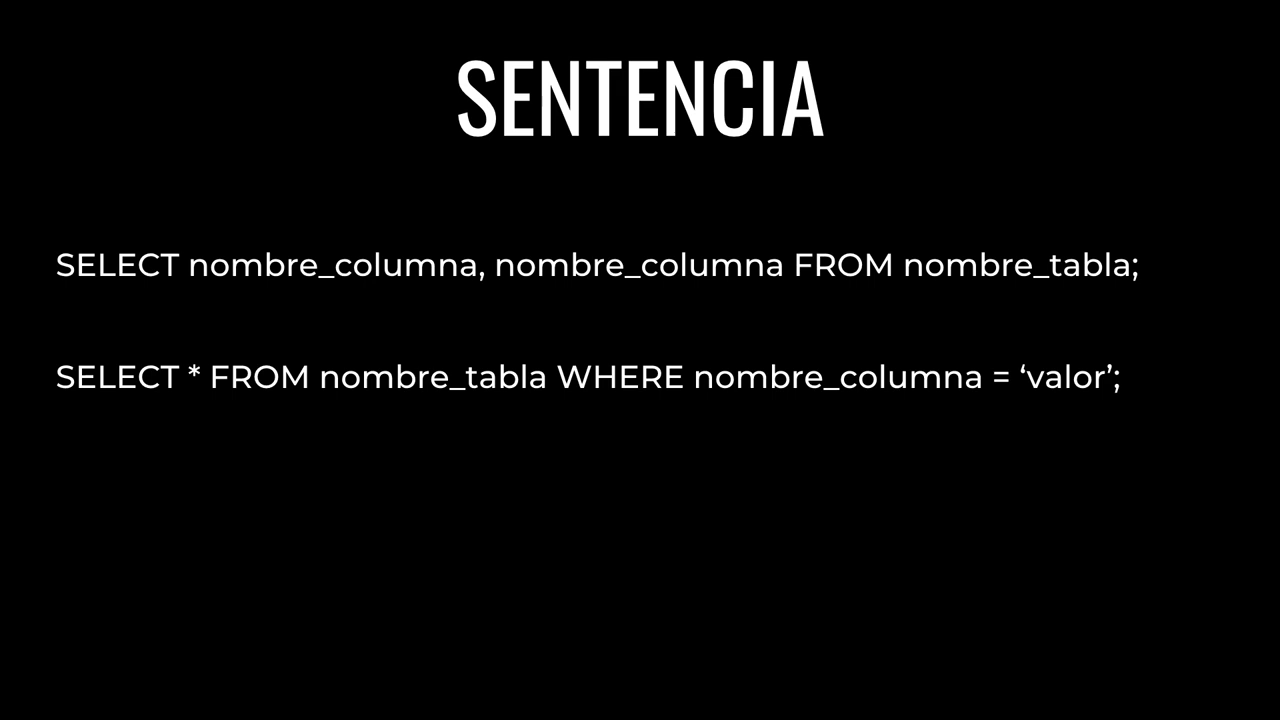 SENTENCIA
SELECT nombre_columna, nombre_columna FROM nombre_tabla;
SELECT * FROM nombre_tabla WHERE nombre_columna = ‘valor’;